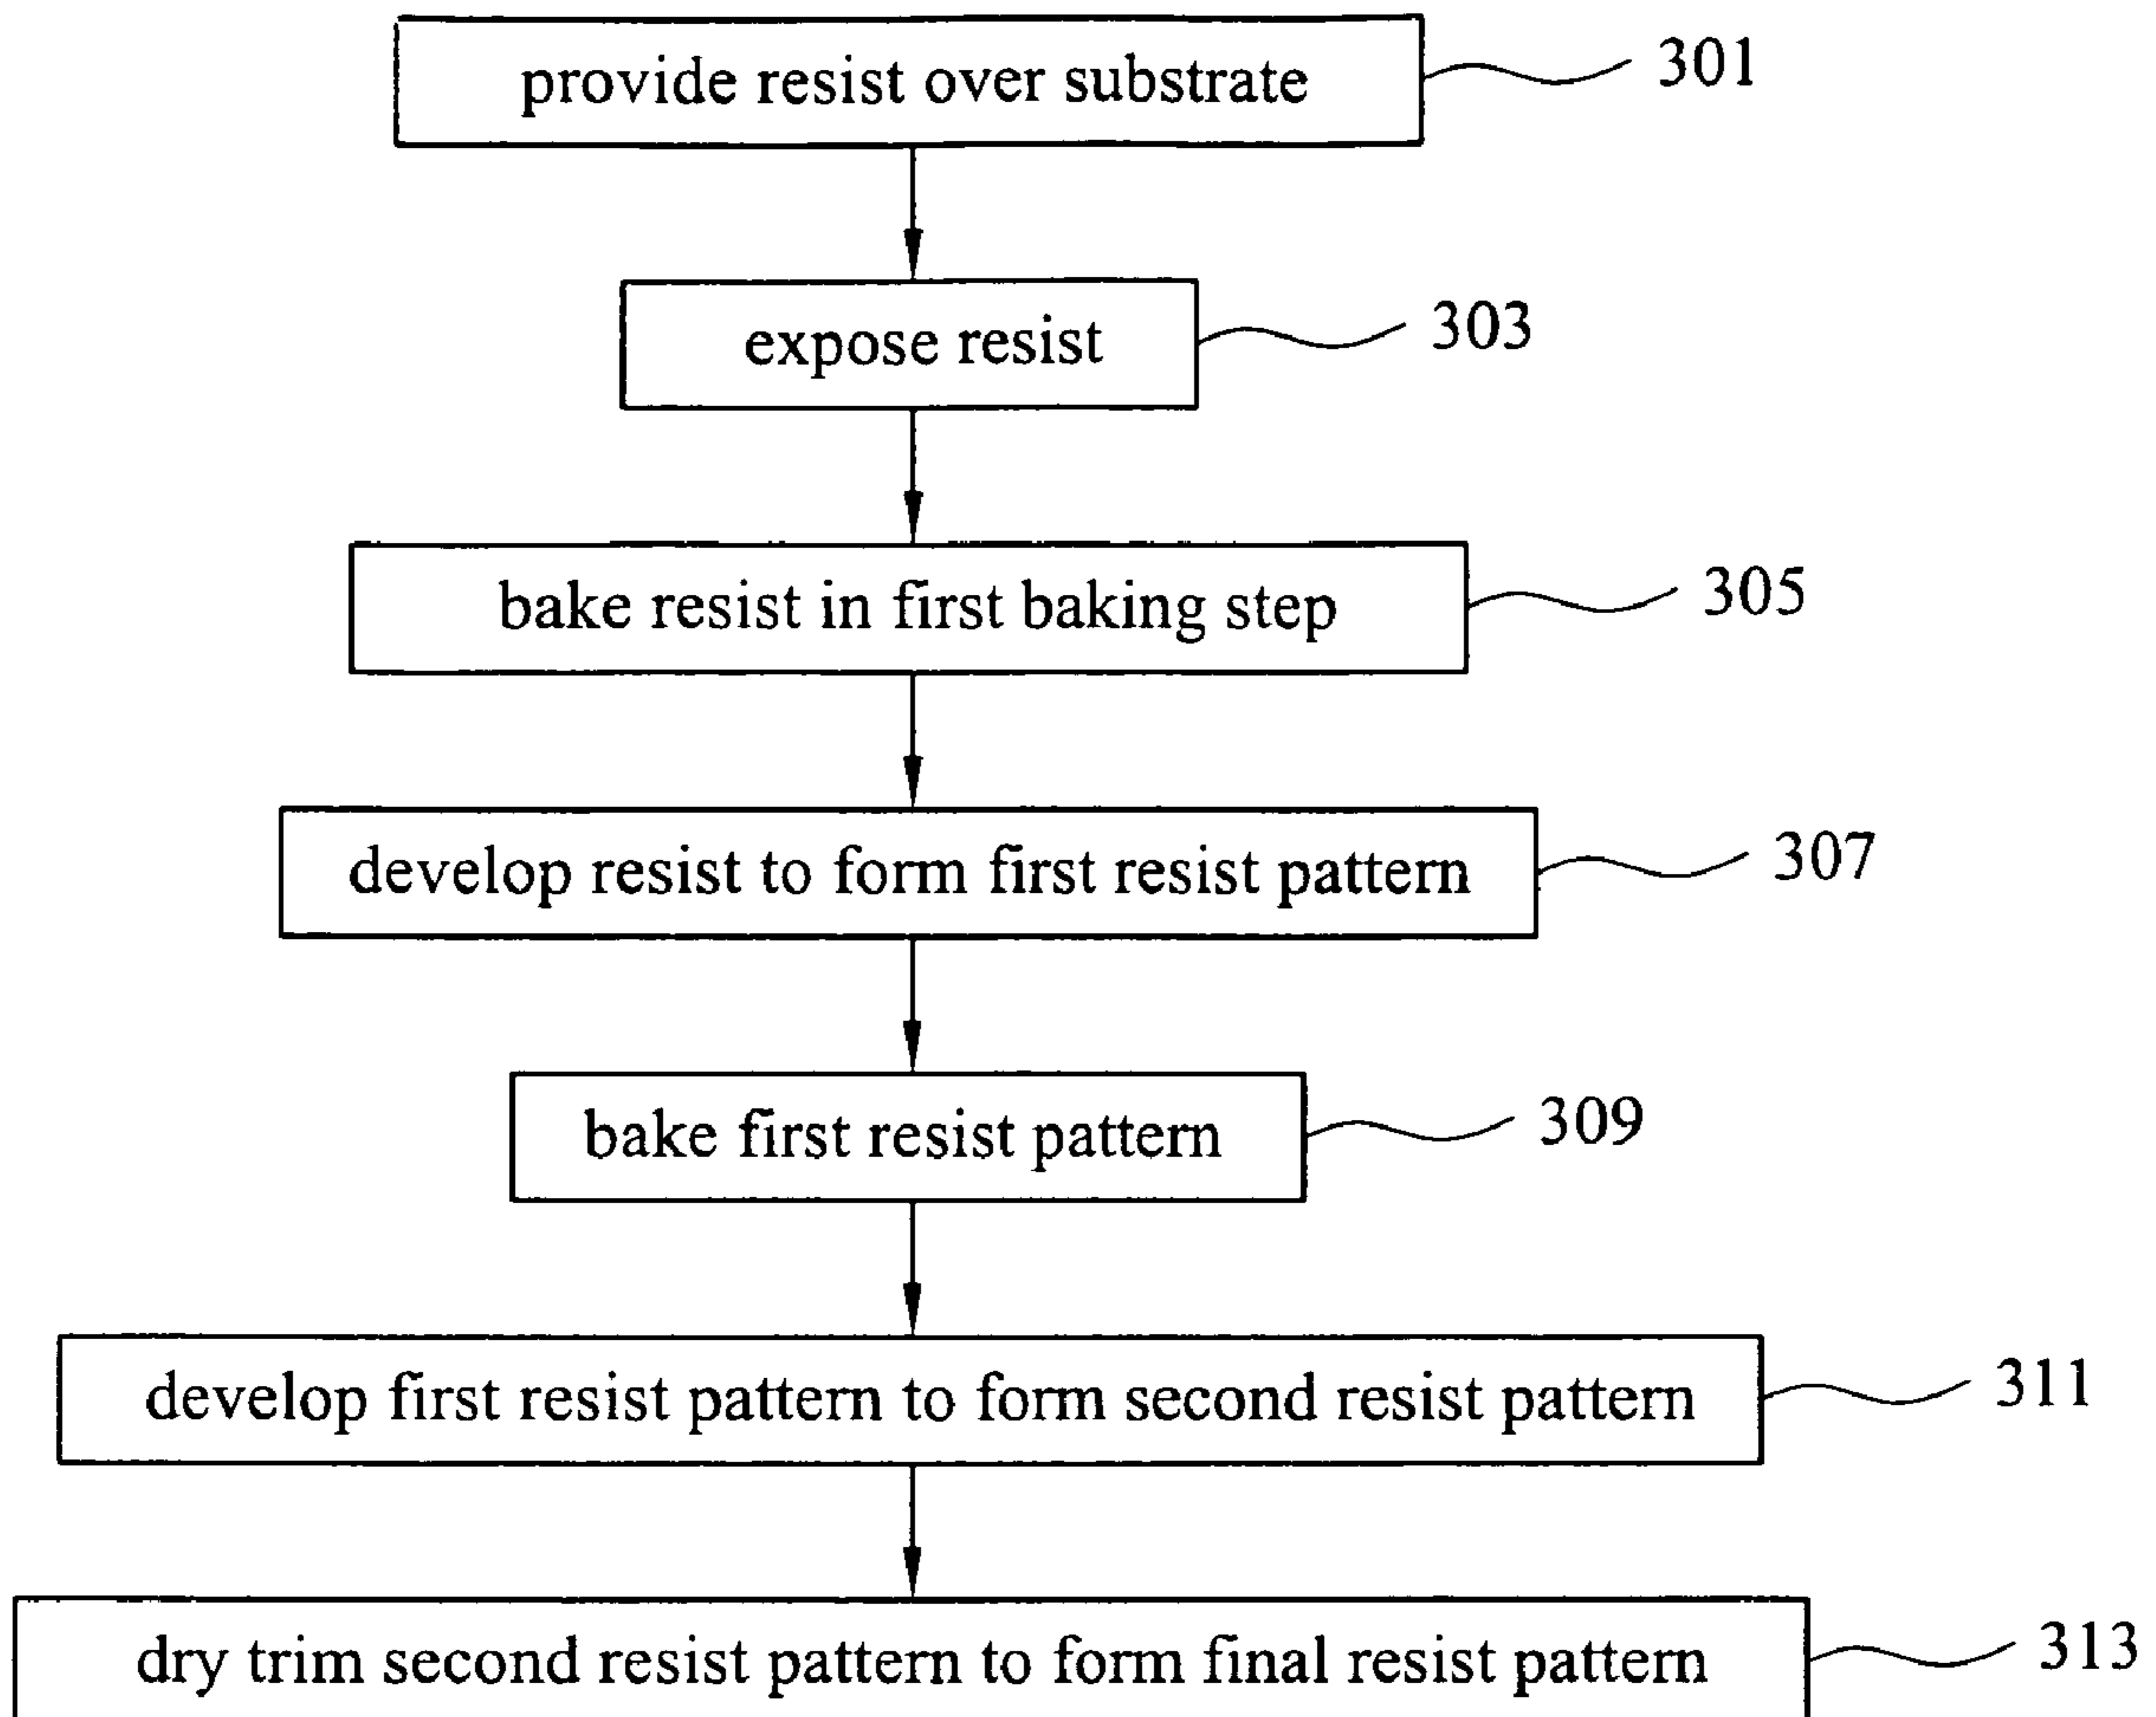 provide resist over substrate 301
expose resist 303
bake resist in first baking step 305
develop resist to form first resist pattern 307
bake first resist pattern 309
develop first resist pattern to form second resist pattern 311
dry trim second resist pattern to form final resist pattern 313